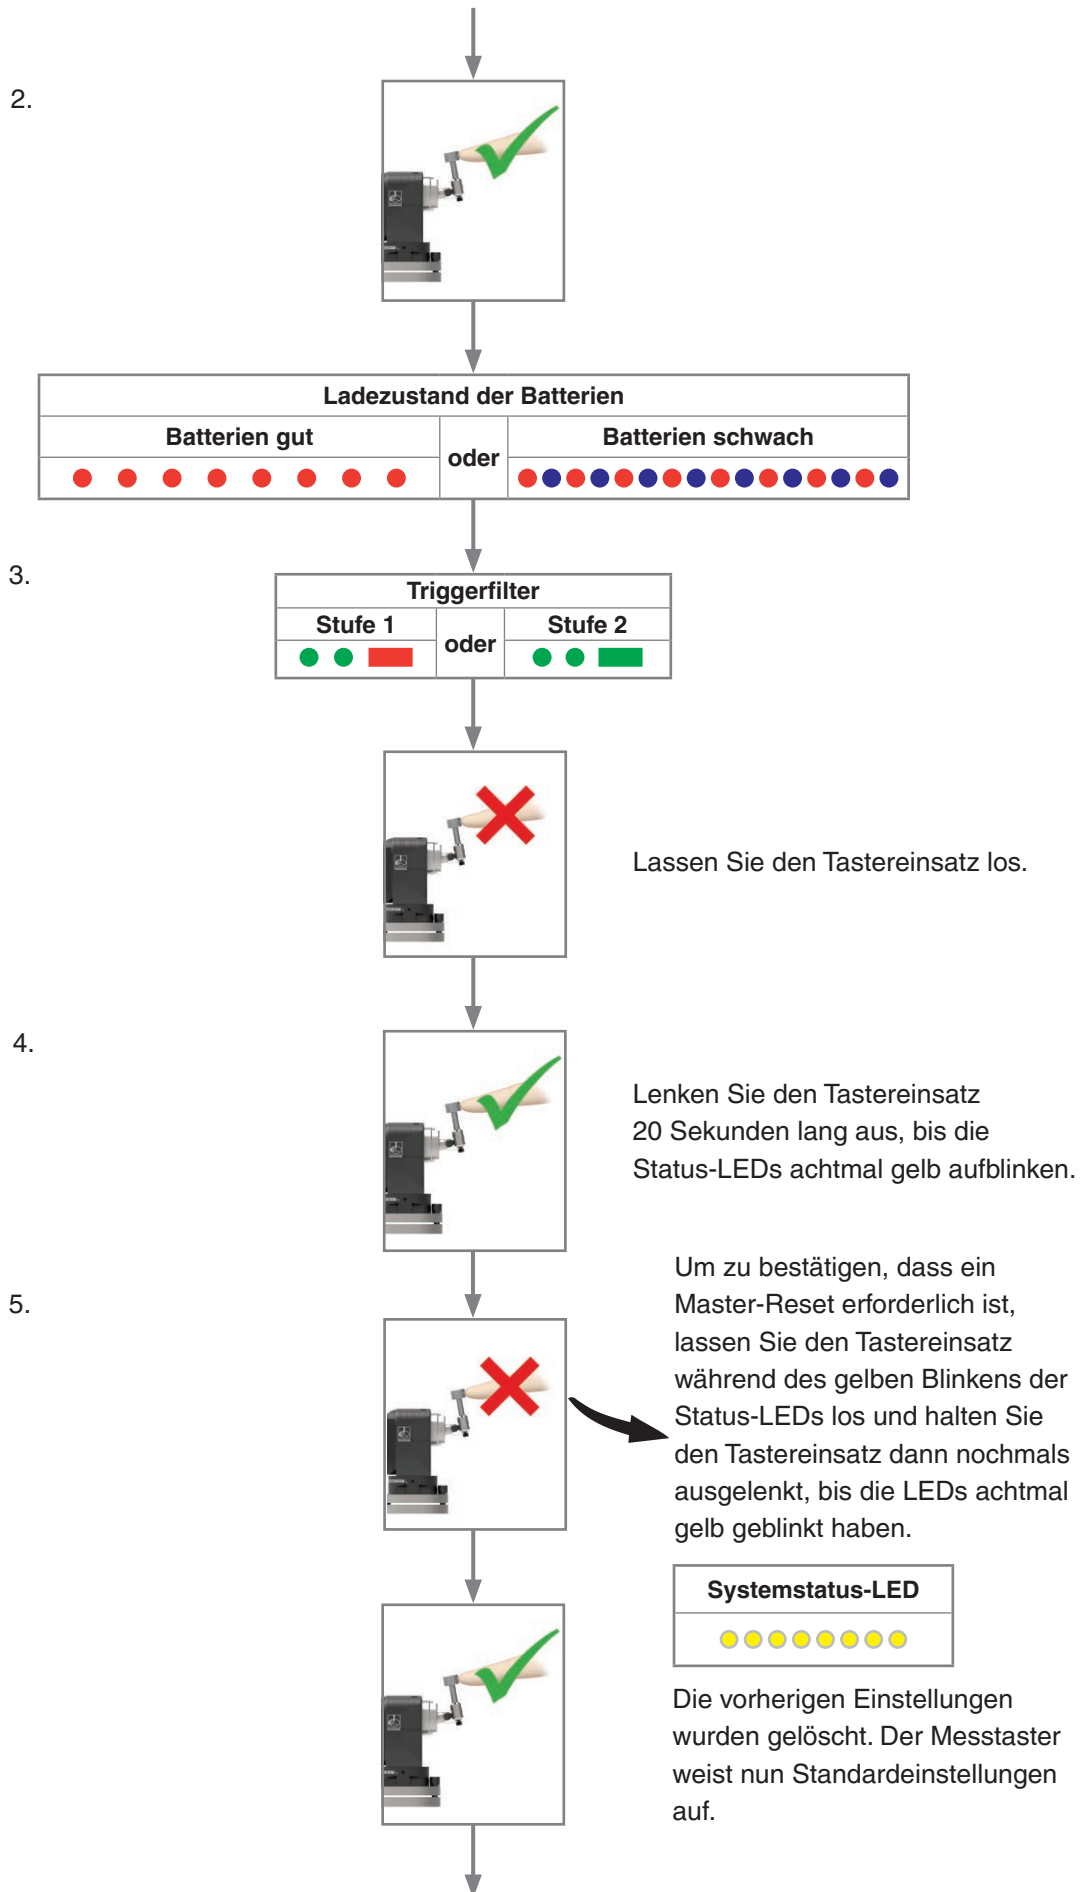 2.
Ladezustand der Batterien
Batterien gut
oder
Batterien schwach
3.
Triggerfilter
Stufe 1
oder
Stufe 2
Lassen Sie den Tastereinsatz los.
4.
Lenken Sie den Tastereinsatz
20 Sekunden lang aus, bis die
Status-LEDs achtmal gelb aufblinken.
5.
Um zu bestätigen, dass ein
Master-Reset erforderlich ist,
lassen Sie den Tastereinsatz
während des gelben Blinkens der
Status-LEDs los und halten Sie
den Tastereinsatz dann nochmals
ausgelenkt, bis die LEDs achtmal
gelb geblinkt haben.
Systemstatus-LED
Die vorherigen Einstellungen
wurden gelöscht. Der Messtaster
weist nun Standardeinstellungen
auf.